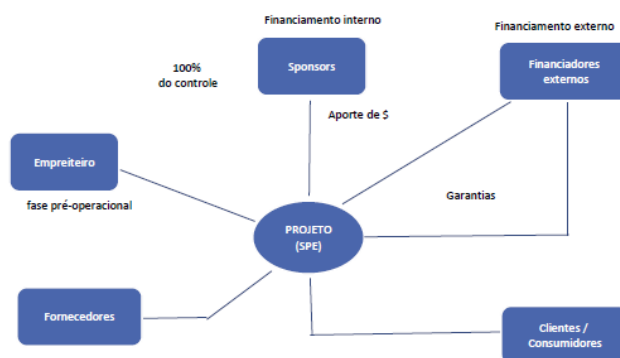 Financiamento interno
Financiamento externo
100%
do controle
Sponsors
Financiadores
externos
Aporte de $
Empreiteiro
fase pré-operacional
Garantias
PROJETO
(SPE)
Fornecedores
Clientes /
Consumidores